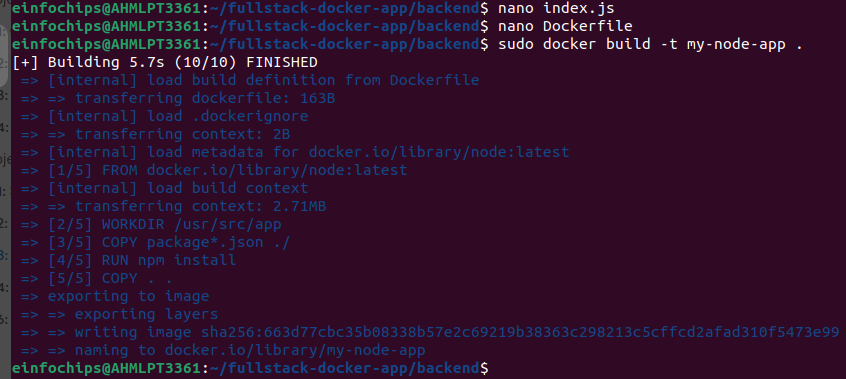 einfochips@AHMLPT3361:~/fullstack-docker-app/backend$ nano index.js
einfochips@AHMLPT3361:~/fullstack-docker-app/backend$ nano Dockerfile
einfochips@AHMLPT3361:~/fullstack-docker-app/backend$ sudo docker build -t my-node-app .
[+] Building 5.7s (10/10) FINISHED
=> [internal] load build definition from Dockerfile
=> => transferring dockerfile: 163B
=> [internal] load .dockerignore
=> => transferring context: 2B
=> [internal] load metadata for docker.io/library/node:latest
=> [1/5] FROM docker.io/library/node:latest
=> [internal] load build context
=> => transferring context: 2.71MB
=> [2/5] WORKDIR /usr/src/app
=> [3/5] COPY package*.json ./
=> [4/5] RUN npm install
=> [5/5] COPY . .
=> exporting to image
=> => exporting layers
=> => writing image sha256:663d77cbc35b08338b57e2c69219b38363c298213c5cffcd2afad310f5473e99
=> => naming to docker.io/library/my-node-app
einfochips@AHMLPT3361:~/fullstack-docker-app/backend$